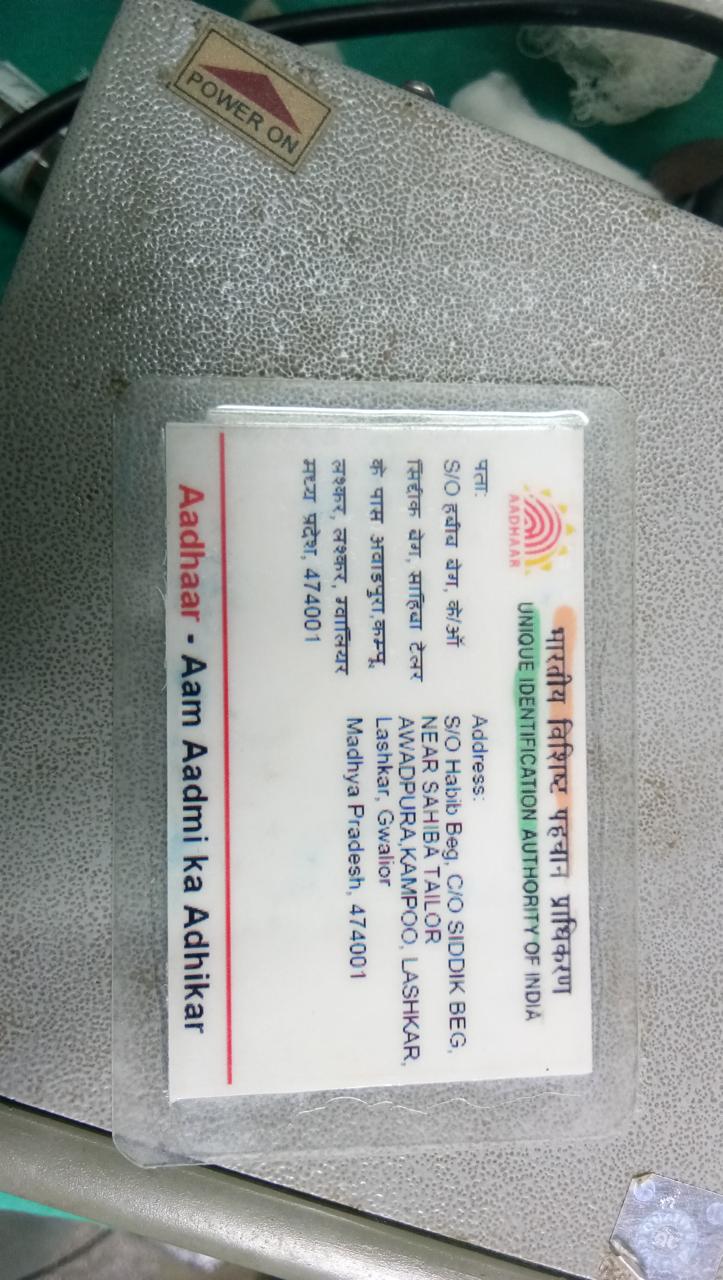 POWER ON
AADHAAR
भारतीय विशिष्ट पहचान प्राधिकरण
UNIQUE IDENTIFICATION AUTHORITY OF INDIA
पता:
S/O हबीब बेग, के/ऑ
सिद्दीक बेग, साहिबा टेलर
के पास अवाडपुरा,कम्पू,
लश्कर, लश्कर, ग्वालियर
मध्य प्रदेश, 474001
Address:
S/O Habib Beg, C/O SIDDIK BEG,
NEAR SAHIBA TAILOR
AWADPURA,KAMPOO, LASHKAR,
Lashkar, Gwalior
Madhya Pradesh, 474001
Aadhaar - Aam Aadmi ka Adhikar